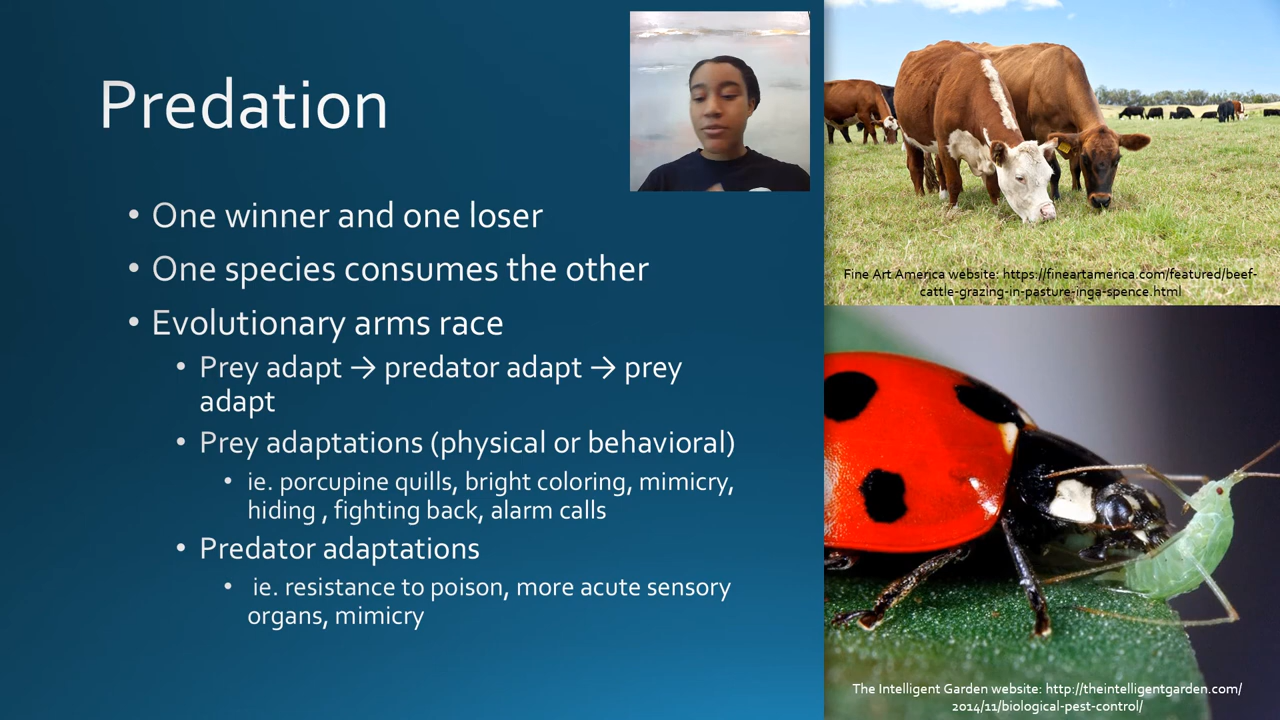 Predation
• One winner and one loser
• One species consumes the other
• Evolutionary arms race
• Prey adapt → predator adapt → prey
adapt
• Prey adaptations (physical or behavioral)
• ie. porcupine quills, bright coloring, mimicry,
hiding , fighting back, alarm calls
• Predator adaptations
• ie. resistance to poison, more acute sensory
organs, mimicry
Fine Art America website: https://fineartamerica.com/featured/beef-
cattle-grazing-in-pasture-inga-spence.html
The Intelligent Garden website: http://theintelligentgarden.com/
2014/11/biological-pest-control/